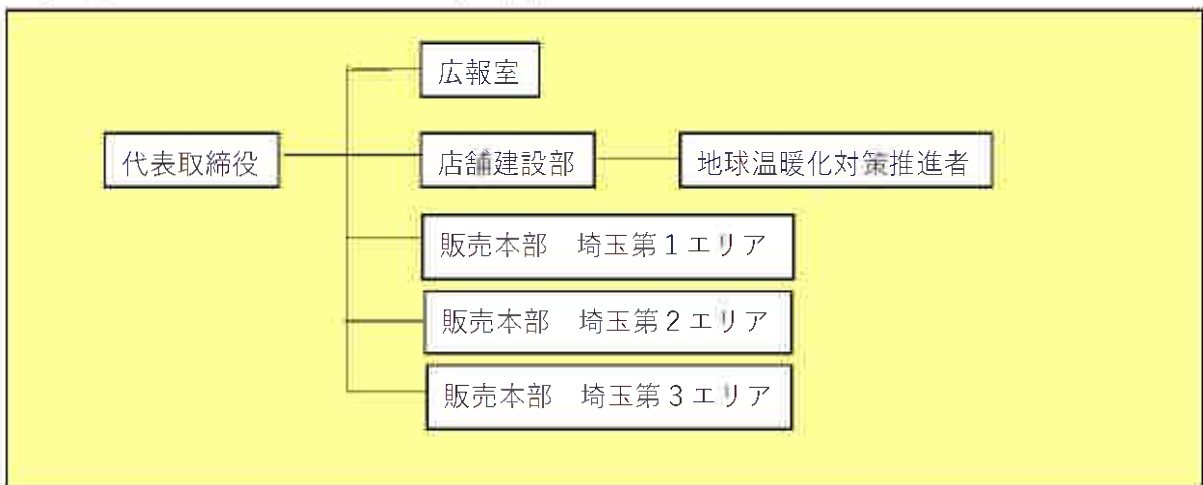 広報室
代表取締役
店舗建設部
地球温暖化対策推進者
販売本部　埼玉第１エリア
販売本部　埼玉第２エリア
販売本部　埼玉第３エリア